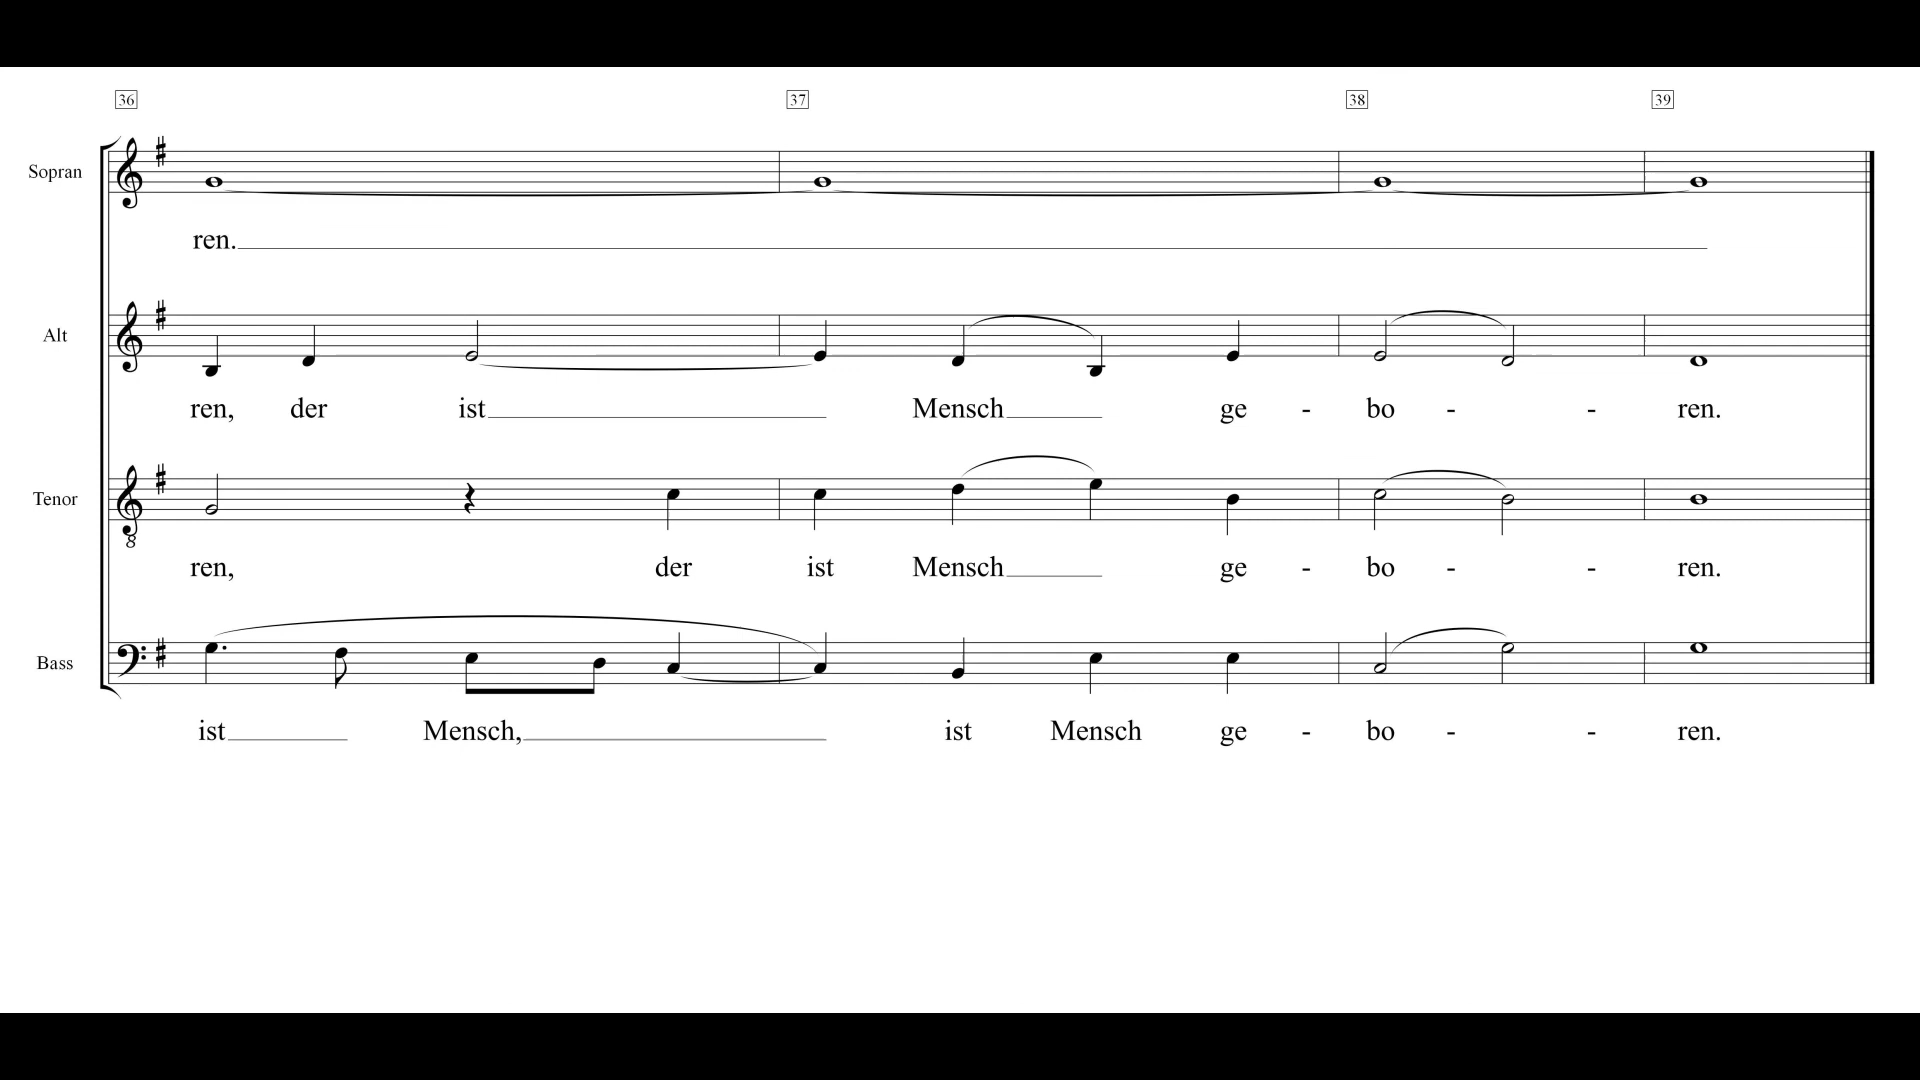 36 37 38 39
Sopran
ren.
Alt
ren, der ist Mensch ge - bo - - ren.
Tenor
8
ren, der ist Mensch ge - bo - - ren.
Bass
ist Mensch, ist Mensch ge - bo - - ren.